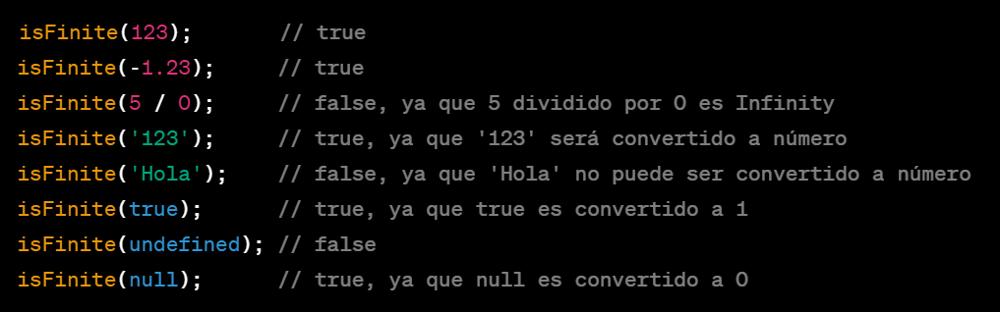 isFinite(123);       // true
isFinite(-1.23);     // true
isFinite(5 / 0);     // false, ya que 5 dividido por 0 es Infinity
isFinite('123');     // true, ya que '123' será convertido a número
isFinite('Hola');    // false, ya que 'Hola' no puede ser convertido a número
isFinite(true);      // true, ya que true es convertido a 1
isFinite(undefined); // false
isFinite(null);      // true, ya que null es convertido a 0